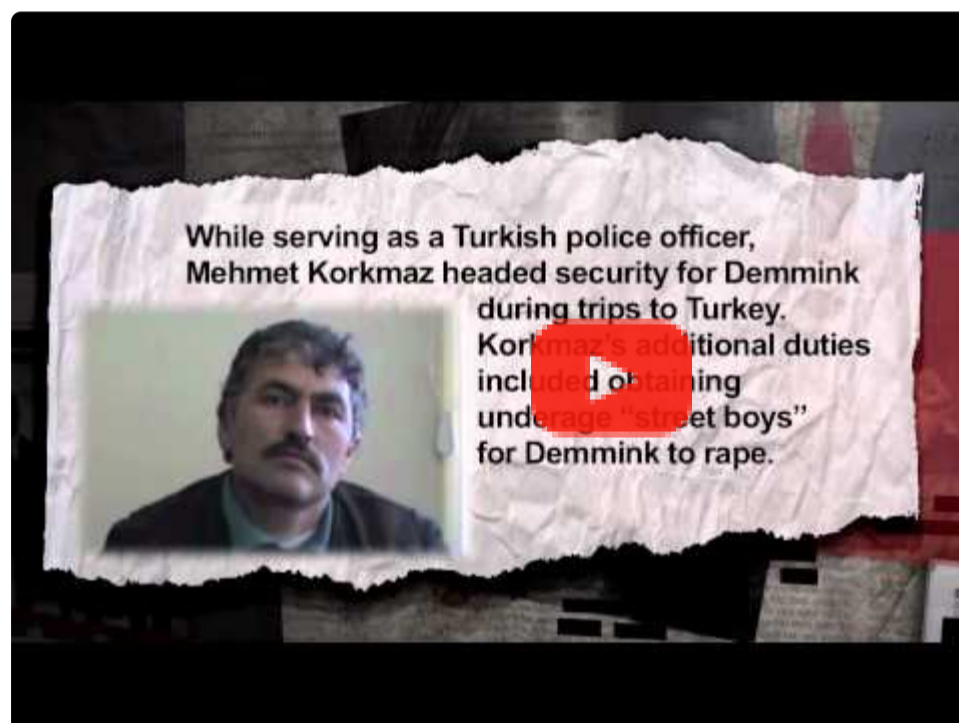 While serving as a Turkish police officer,
Mehmet Korkmaz headed security for Demmink
during trips to Turkey.
Korkmaz's additional duties
included obtaining
underage "street boys"
for Demmink to rape.